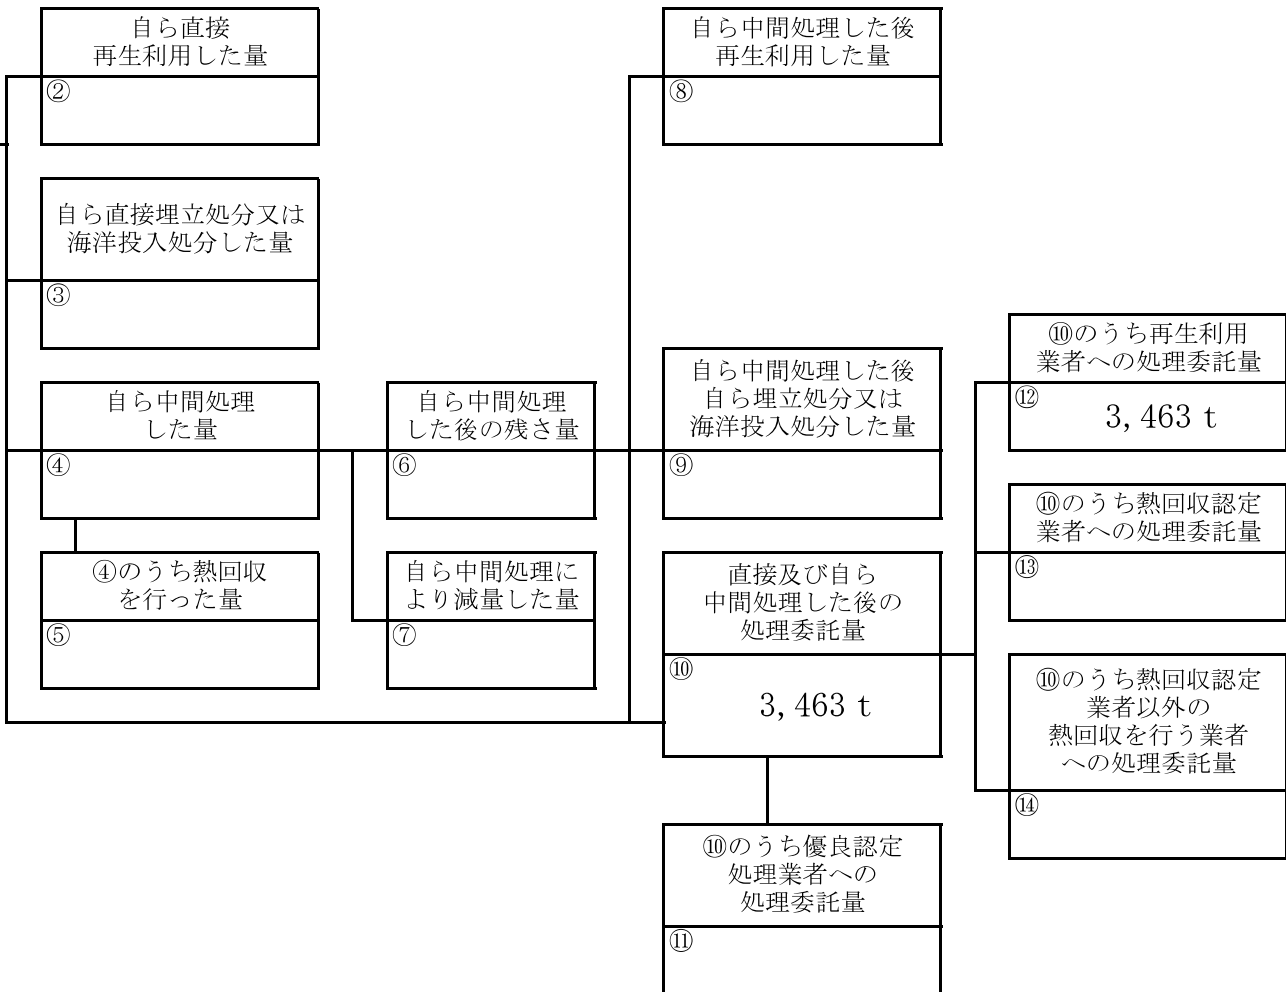 自ら直接
再生利用した量
②
自ら直接埋立処分又は
海洋投入処分した量
③
自ら中間処理
した量
④
④のうち熱回収
を行った量
⑤
自ら中間処理
した後の残さ量
⑥
自ら中間処理に
より減量した量
⑦
自ら中間処理した後
再生利用した量
⑧
自ら中間処理した後
自ら埋立処分又は
海洋投入処分した量
⑨
直接及び自ら
中間処理した後の
処理委託量
⑩
3,463 t
⑩のうち優良認定
処理業者への
処理委託量
⑪
⑩のうち再生利用
業者への処理委託量
⑫
3,463 t
⑩のうち熱回収認定
業者への処理委託量
⑬
⑩のうち熱回収認定
業者以外の
熱回収を行う業者
への処理委託量
⑭